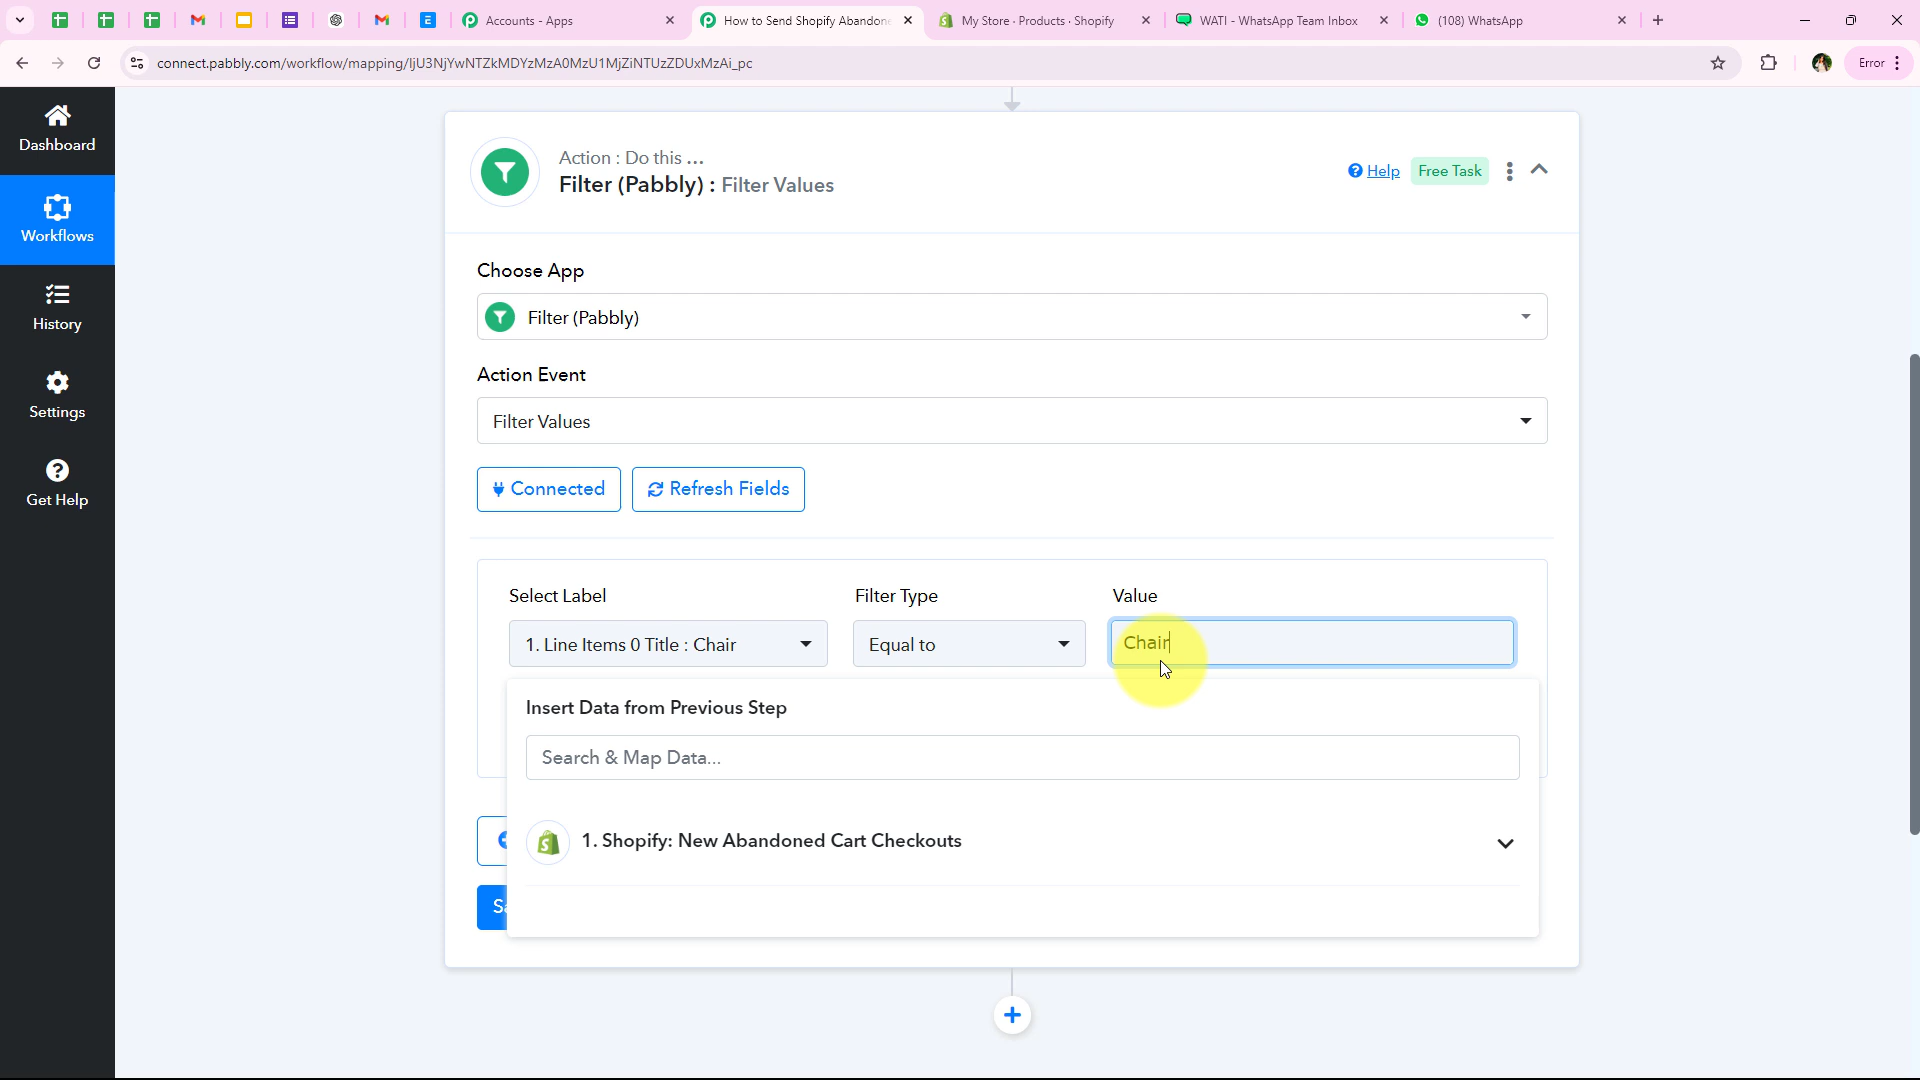 Accounts - Apps
How to Send Shopify Abandon
My Store · Products · Shopify
WATI - WhatsApp Team Inbox
(108) WhatsApp
connect.pabbly.com/workflow/mapping/IjU3NjYwNTZkMDYzMzA0MzU1MjZiNTUzZDUxMzAi_pc
Error
Dashboard
Workflows
History
Settings
Get Help
Action : Do this ...
Filter (Pabbly) : Filter Values
Help
Free Task
Choose App
Filter (Pabbly)
Action Event
Filter Values
Connected
Refresh Fields
Select Label
Filter Type
Value
1. Line Items 0 Title : Chair
Equal to
Chair
Insert Data from Previous Step
Search & Map Data...
1. Shopify: New Abandoned Cart Checkouts